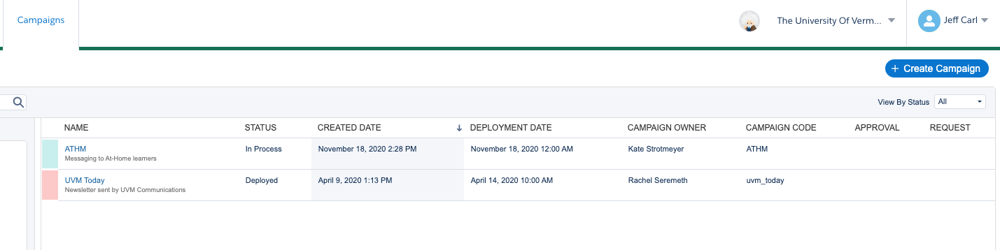 Campaigns
The University Of Verm...
Jeff Carl
+ Create Campaign
View By Status All
NAME STATUS CREATED DATE DEPLOYMENT DATE CAMPAIGN OWNER CAMPAIGN CODE APPROVAL REQUEST
ATHM In Process November 18, 2020 2:28 PM November 18, 2020 12:00 AM Kate Strotmeyer ATHM
Messaging to At-Home learners
UVM Today Deployed April 9, 2020 1:13 PM April 14, 2020 10:00 AM Rachel Seremeth uvm_today
Newsletter sent by UVM Communications